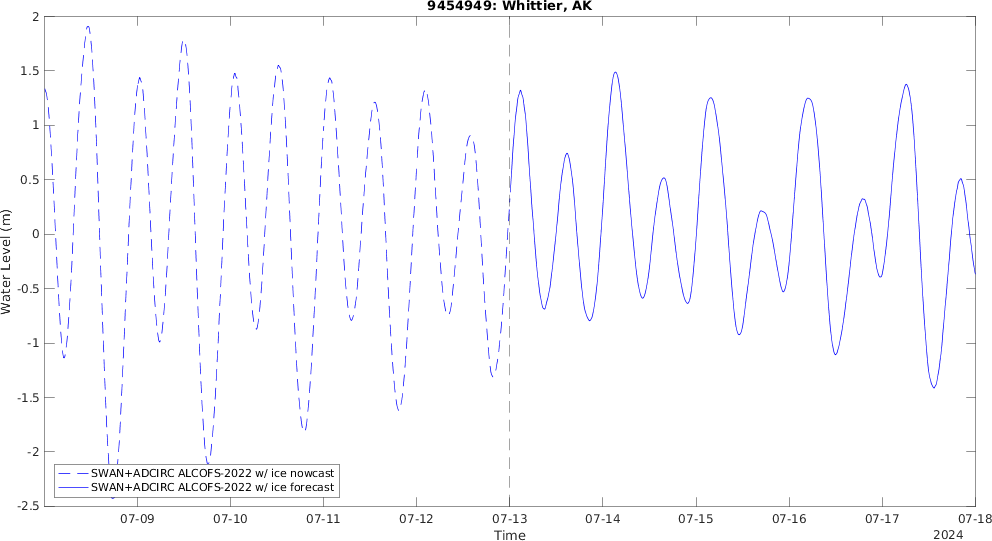 9454949: Whittier, AK
2
1.5
1
0.5
0
-0.5
-1
-1.5
-2
-2.5
Water Level (m)
SWAN+ADCIRC ALCOFS-2022 w/ ice nowcast
SWAN+ADCIRC ALCOFS-2022 w/ ice forecast
07-09 07-10 07-11 07-12 07-13 07-14 07-15 07-16 07-17 07-18
Time
2024